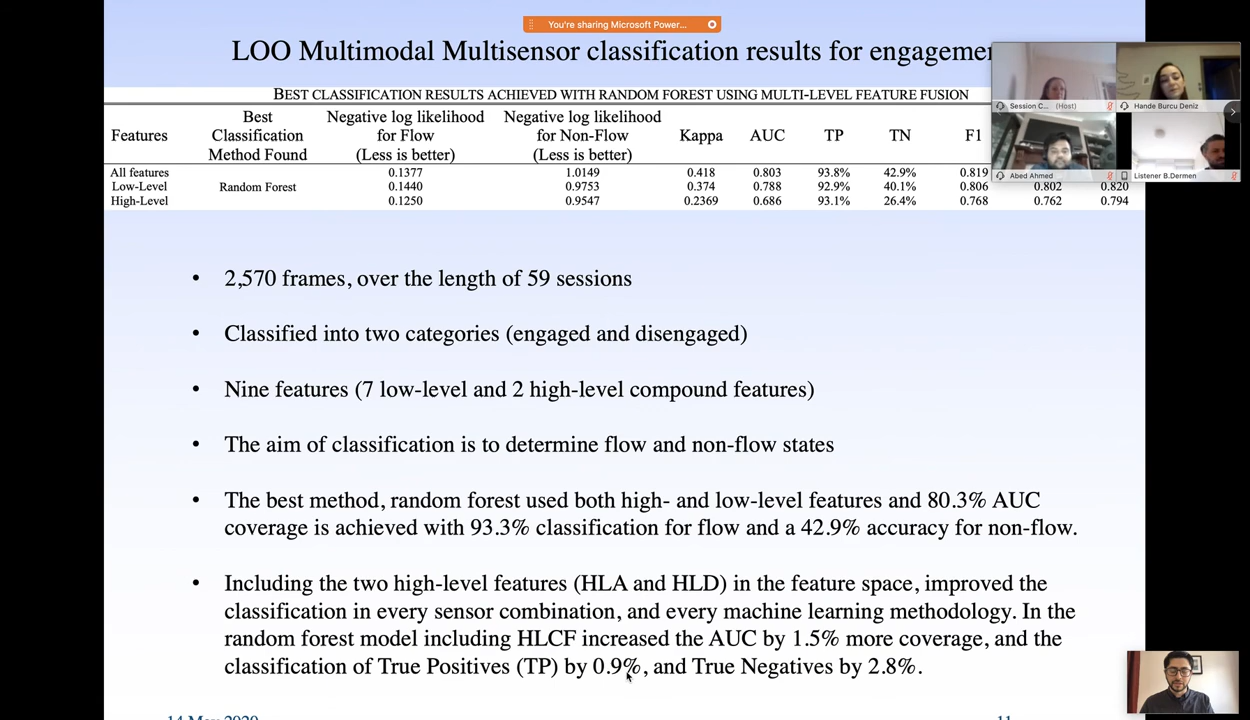 You're sharing Microsoft Power...
LOO Multimodal Multisensor classification results for
BEST CLASSIFICATION RESULTS ACHIEVED WITH RANDOM FOREST USING MULTI-LEVEL FEATURE FUSION
Features Best Classification Method Found Negative log likelihood for Flow (Less is better) Negative log likelihood for Non-Flow (Less is better) Kappa AUC TP TN F1
All features 0.1377 1.0149 0.418 0.803 93.8% 42.9% 0.819
Low-Level Random Forest 0.1440 0.9753 0.374 0.788 92.9% 40.1% 0.806 0.802 0.820
High-Level 0.1250 0.9547 0.2369 0.686 93.1% 26.4% 0.768 0.762 0.794
Session C... (Host)
Hande Burcu Deniz
Abed Ahmed
Listener B.Dermen
• 2,570 frames, over the length of 59 sessions
• Classified into two categories (engaged and disengaged)
• Nine features (7 low-level and 2 high-level compound features)
• The aim of classification is to determine flow and non-flow states
• The best method, random forest used both high- and low-level features and 80.3% AUC
coverage is achieved with 93.3% classification for flow and a 42.9% accuracy for non-flow.
• Including the two high-level features (HLA and HLD) in the feature space, improved the
classification in every sensor combination, and every machine learning methodology. In the
random forest model including HLCF increased the AUC by 1.5% more coverage, and the
classification of True Positives (TP) by 0.9%, and True Negatives by 2.8%.
14 May 2020
11